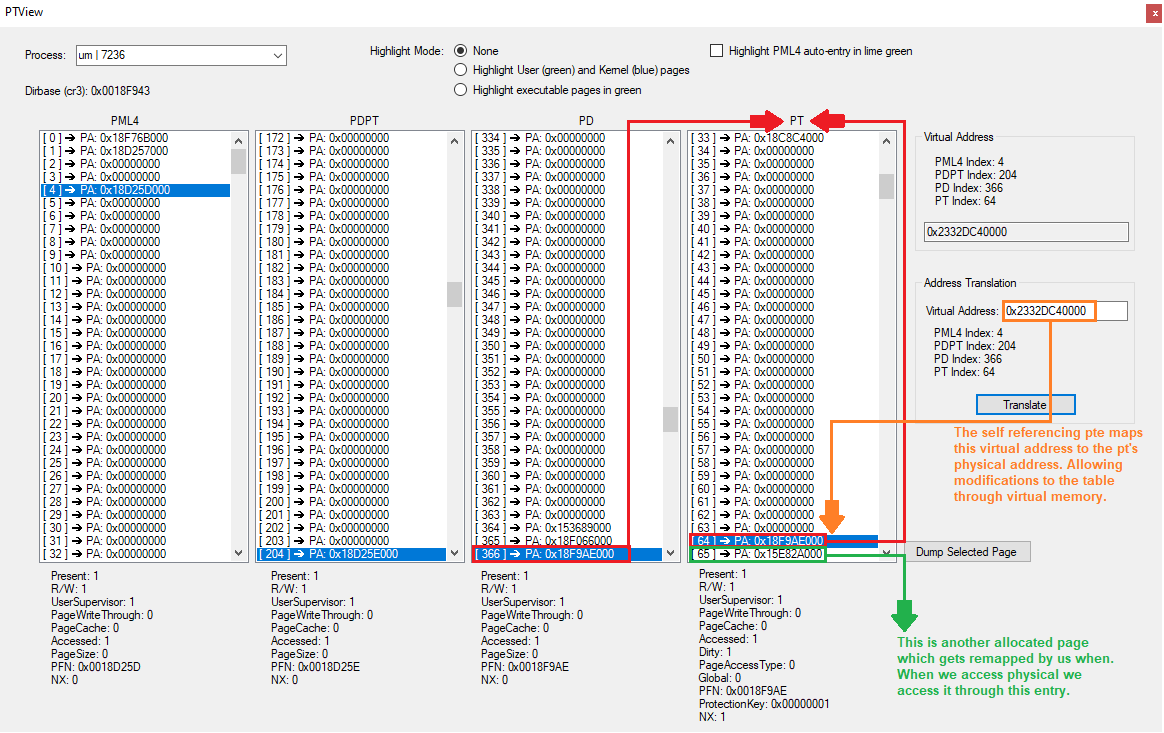 PTView
x
Process: um | 7236
Dirbase (cr3): 0x0018F943
Highlight Mode: None
Highlight User (green) and Kernel (blue) pages
Highlight executable pages in green
Highlight PML4 auto-entry in lime green
PML4
[ 0 ] ➔ PA: 0x18F76B000
[ 1 ] ➔ PA: 0x18D257000
[ 2 ] ➔ PA: 0x00000000
[ 3 ] ➔ PA: 0x00000000
[ 4 ] ➔ PA: 0x18D25D000
[ 5 ] ➔ PA: 0x00000000
[ 6 ] ➔ PA: 0x00000000
[ 7 ] ➔ PA: 0x00000000
[ 8 ] ➔ PA: 0x00000000
[ 9 ] ➔ PA: 0x00000000
[ 10 ] ➔ PA: 0x00000000
[ 11 ] ➔ PA: 0x00000000
[ 12 ] ➔ PA: 0x00000000
[ 13 ] ➔ PA: 0x00000000
[ 14 ] ➔ PA: 0x00000000
[ 15 ] ➔ PA: 0x00000000
[ 16 ] ➔ PA: 0x00000000
[ 17 ] ➔ PA: 0x00000000
[ 18 ] ➔ PA: 0x00000000
[ 19 ] ➔ PA: 0x00000000
[ 20 ] ➔ PA: 0x00000000
[ 21 ] ➔ PA: 0x00000000
[ 22 ] ➔ PA: 0x00000000
[ 23 ] ➔ PA: 0x00000000
[ 24 ] ➔ PA: 0x00000000
[ 25 ] ➔ PA: 0x00000000
[ 26 ] ➔ PA: 0x00000000
[ 27 ] ➔ PA: 0x00000000
[ 28 ] ➔ PA: 0x00000000
[ 29 ] ➔ PA: 0x00000000
[ 30 ] ➔ PA: 0x00000000
[ 31 ] ➔ PA: 0x00000000
[ 32 ] ➔ PA: 0x00000000
Present: 1
R/W: 1
UserSupervisor: 1
PageWriteThrough: 0
PageCache: 0
Accessed: 1
PageSize: 0
PFN: 0x0018D25D
NX: 0
PDPT
[ 172 ] ➔ PA: 0x00000000
[ 173 ] ➔ PA: 0x00000000
[ 174 ] ➔ PA: 0x00000000
[ 175 ] ➔ PA: 0x00000000
[ 176 ] ➔ PA: 0x00000000
[ 177 ] ➔ PA: 0x00000000
[ 178 ] ➔ PA: 0x00000000
[ 179 ] ➔ PA: 0x00000000
[ 180 ] ➔ PA: 0x00000000
[ 181 ] ➔ PA: 0x00000000
[ 182 ] ➔ PA: 0x00000000
[ 183 ] ➔ PA: 0x00000000
[ 184 ] ➔ PA: 0x00000000
[ 185 ] ➔ PA: 0x00000000
[ 186 ] ➔ PA: 0x00000000
[ 187 ] ➔ PA: 0x00000000
[ 188 ] ➔ PA: 0x00000000
[ 189 ] ➔ PA: 0x00000000
[ 190 ] ➔ PA: 0x00000000
[ 191 ] ➔ PA: 0x00000000
[ 192 ] ➔ PA: 0x00000000
[ 193 ] ➔ PA: 0x00000000
[ 194 ] ➔ PA: 0x00000000
[ 195 ] ➔ PA: 0x00000000
[ 196 ] ➔ PA: 0x00000000
[ 197 ] ➔ PA: 0x00000000
[ 198 ] ➔ PA: 0x00000000
[ 199 ] ➔ PA: 0x00000000
[ 200 ] ➔ PA: 0x00000000
[ 201 ] ➔ PA: 0x00000000
[ 202 ] ➔ PA: 0x00000000
[ 203 ] ➔ PA: 0x00000000
[ 204 ] ➔ PA: 0x18D25E000
Present: 1
R/W: 1
UserSupervisor: 1
PageWriteThrough: 0
PageCache: 0
Accessed: 1
PageSize: 0
PFN: 0x0018D25E
NX: 0
PD
[ 334 ] ➔ PA: 0x00000000
[ 335 ] ➔ PA: 0x00000000
[ 336 ] ➔ PA: 0x00000000
[ 337 ] ➔ PA: 0x00000000
[ 338 ] ➔ PA: 0x00000000
[ 339 ] ➔ PA: 0x00000000
[ 340 ] ➔ PA: 0x00000000
[ 341 ] ➔ PA: 0x00000000
[ 342 ] ➔ PA: 0x00000000
[ 343 ] ➔ PA: 0x00000000
[ 344 ] ➔ PA: 0x00000000
[ 345 ] ➔ PA: 0x00000000
[ 346 ] ➔ PA: 0x00000000
[ 347 ] ➔ PA: 0x00000000
[ 348 ] ➔ PA: 0x00000000
[ 349 ] ➔ PA: 0x00000000
[ 350 ] ➔ PA: 0x00000000
[ 351 ] ➔ PA: 0x00000000
[ 352 ] ➔ PA: 0x00000000
[ 353 ] ➔ PA: 0x00000000
[ 354 ] ➔ PA: 0x00000000
[ 355 ] ➔ PA: 0x00000000
[ 356 ] ➔ PA: 0x00000000
[ 357 ] ➔ PA: 0x00000000
[ 358 ] ➔ PA: 0x00000000
[ 359 ] ➔ PA: 0x00000000
[ 360 ] ➔ PA: 0x00000000
[ 361 ] ➔ PA: 0x00000000
[ 362 ] ➔ PA: 0x00000000
[ 363 ] ➔ PA: 0x00000000
[ 364 ] ➔ PA: 0x153689000
[ 365 ] ➔ PA: 0x18F066000
[ 366 ] ➔ PA: 0x18F9AE000
Present: 1
R/W: 1
UserSupervisor: 1
PageWriteThrough: 0
PageCache: 0
Accessed: 1
PageSize: 0
PFN: 0x0018F9AE
NX: 0
PT
[ 33 ] ➔ PA: 0x18C8C4000
[ 34 ] ➔ PA: 0x00000000
[ 35 ] ➔ PA: 0x00000000
[ 36 ] ➔ PA: 0x00000000
[ 37 ] ➔ PA: 0x00000000
[ 38 ] ➔ PA: 0x00000000
[ 39 ] ➔ PA: 0x00000000
[ 40 ] ➔ PA: 0x00000000
[ 41 ] ➔ PA: 0x00000000
[ 42 ] ➔ PA: 0x00000000
[ 43 ] ➔ PA: 0x00000000
[ 44 ] ➔ PA: 0x00000000
[ 45 ] ➔ PA: 0x00000000
[ 46 ] ➔ PA: 0x00000000
[ 47 ] ➔ PA: 0x00000000
[ 48 ] ➔ PA: 0x00000000
[ 49 ] ➔ PA: 0x00000000
[ 50 ] ➔ PA: 0x00000000
[ 51 ] ➔ PA: 0x00000000
[ 52 ] ➔ PA: 0x00000000
[ 53 ] ➔ PA: 0x00000000
[ 54 ] ➔ PA: 0x00000000
[ 55 ] ➔ PA: 0x00000000
[ 56 ] ➔ PA: 0x00000000
[ 57 ] ➔ PA: 0x00000000
[ 58 ] ➔ PA: 0x00000000
[ 59 ] ➔ PA: 0x00000000
[ 60 ] ➔ PA: 0x00000000
[ 61 ] ➔ PA: 0x00000000
[ 62 ] ➔ PA: 0x00000000
[ 63 ] ➔ PA: 0x00000000
[ 64 ] ➔ PA: 0x18F9AE000
[ 65 ] ➔ PA: 0x15E82A000
Present: 1
R/W: 1
UserSupervisor: 1
PageWriteThrough: 0
PageCache: 0
Accessed: 1
Dirty: 1
PageAccessType: 0
Global: 0
PFN: 0x0018F9AE
ProtectionKey: 0x00000001
NX: 1
Virtual Address
PML4 Index: 4
PDPT Index: 204
PD Index: 366
PT Index: 64
0x2332DC40000
Address Translation
Virtual Address: 0x2332DC40000
PML4 Index: 4
PDPT Index: 204
PD Index: 366
PT Index: 64
Translate
The self referencing pte maps
this virtual address to the pt's
physical address. Allowing
modifications to the table
through virtual memory.
Dump Selected Page
This is another allocated page
which gets remapped by us when.
When we access physical we
access it through this entry.